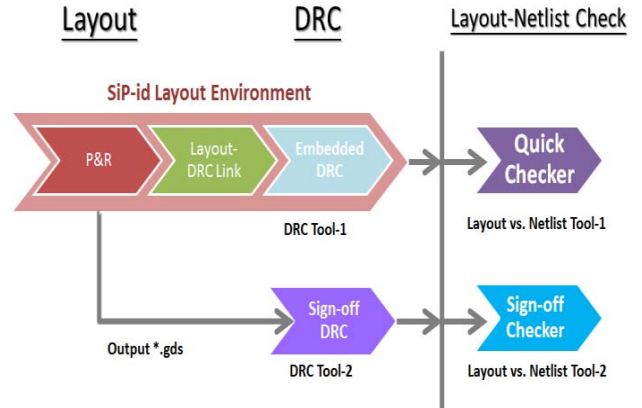 Layout
DRC
Layout-Netlist Check
SiP-id Layout Environment
P&R
Layout-
DRC Link
Embedded
DRC
Quick
Checker
DRC Tool-1
Layout vs. Netlist Tool-1
Sign-off
DRC
Sign-off
Checker
Output *.gds
DRC Tool-2
Layout vs. Netlist Tool-2